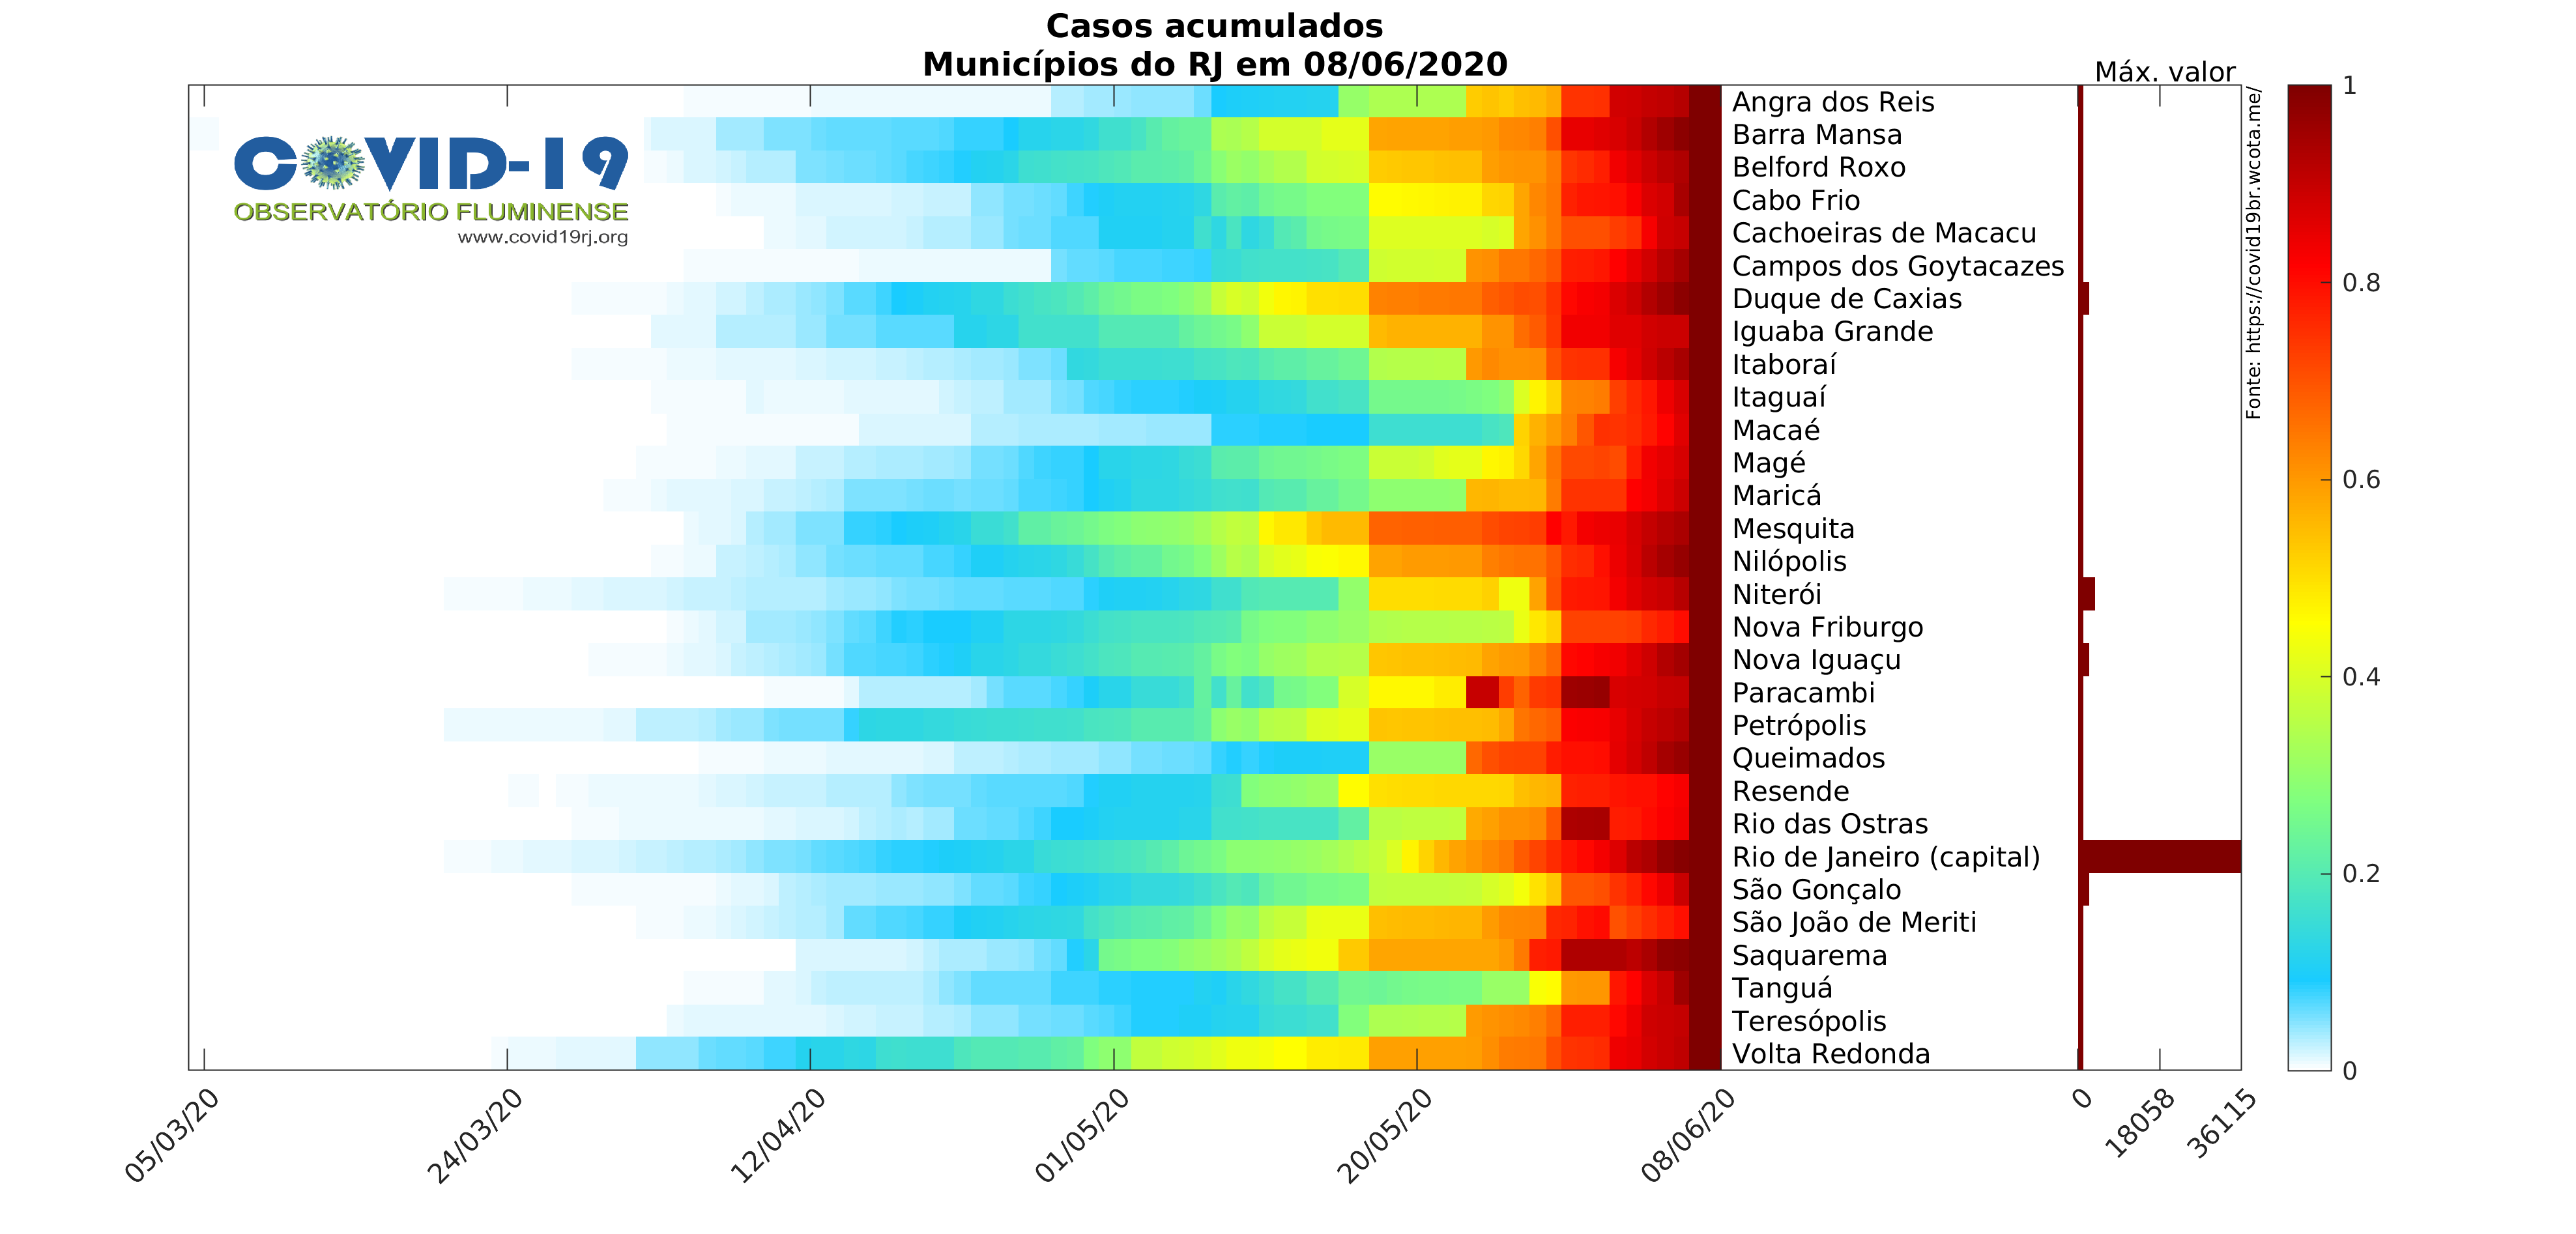 Casos acumulados
Municípios do RJ em 08/06/2020
Máx. valor
COVID-19
OBSERVATÓRIO FLUMINENSE
www.covid19rj.org
Angra dos Reis
Barra Mansa
Belford Roxo
Cabo Frio
Cachoeiras de Macacu
Campos dos Goytacazes
Duque de Caxias
Iguaba Grande
Itaboraí
Itaguaí
Macaé
Magé
Maricá
Mesquita
Nilópolis
Niterói
Nova Friburgo
Nova Iguaçu
Paracambi
Petrópolis
Queimados
Resende
Rio das Ostras
Rio de Janeiro (capital)
São Gonçalo
São João de Meriti
Saquarema
Tanguá
Teresópolis
Volta Redonda
Fonte: https://covid19br.wcota.me/
1
0.8
0.6
0.4
0.2
0
05/03/20
24/03/20
12/04/20
01/05/20
20/05/20
08/06/20
0
18058
36115